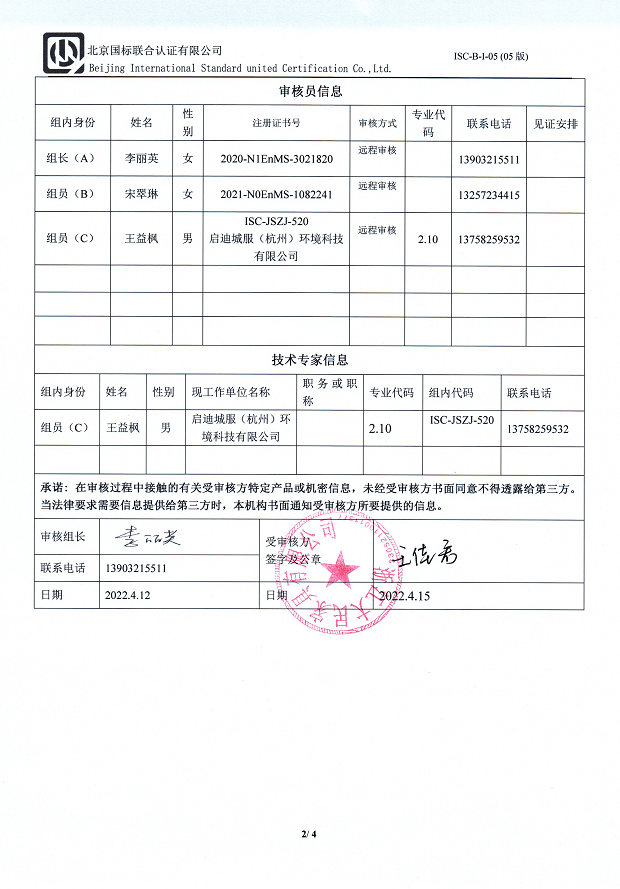 北京国标联合认证有限公司
Beijing International Standard united Certification Co.,Ltd.
ISC-B-I-05 (05 版)
审核员信息
组内身份 姓名 性别 注册证书号 审核方式 专业代码 联系电话 见证安排
组长（A） 李丽英 女 2020-N1EnMS-3021820 远程审核 13903215511
组员（B） 宋翠琳 女 2021-N0EnMS-1082241 远程审核 13257234415
组员（C） 王益枫 男 ISC-JSZJ-520 启迪城服（杭州）环境科技有限公司 远程审核 2.10 13758259532
技术专家信息
组内身份 姓名 性别 现工作单位名称 职务或职称 专业代码 组内代码 联系电话
组员（C） 王益枫 男 启迪城服（杭州）环境科技有限公司 2.10 ISC-JSZJ-520 13758259532
承诺：在审核过程中接触的有关受审核方特定产品或机密信息，未经受审核方书面同意不得透露给第三方。
当法律要求需要信息提供给第三方时，本机构书面通知受审核方所要提供的信息。
审核组长 李丽英
受审核方
签字及公章
联系电话 13903215511
日期 2022.4.12 日期 2022.4.15
2/ 4